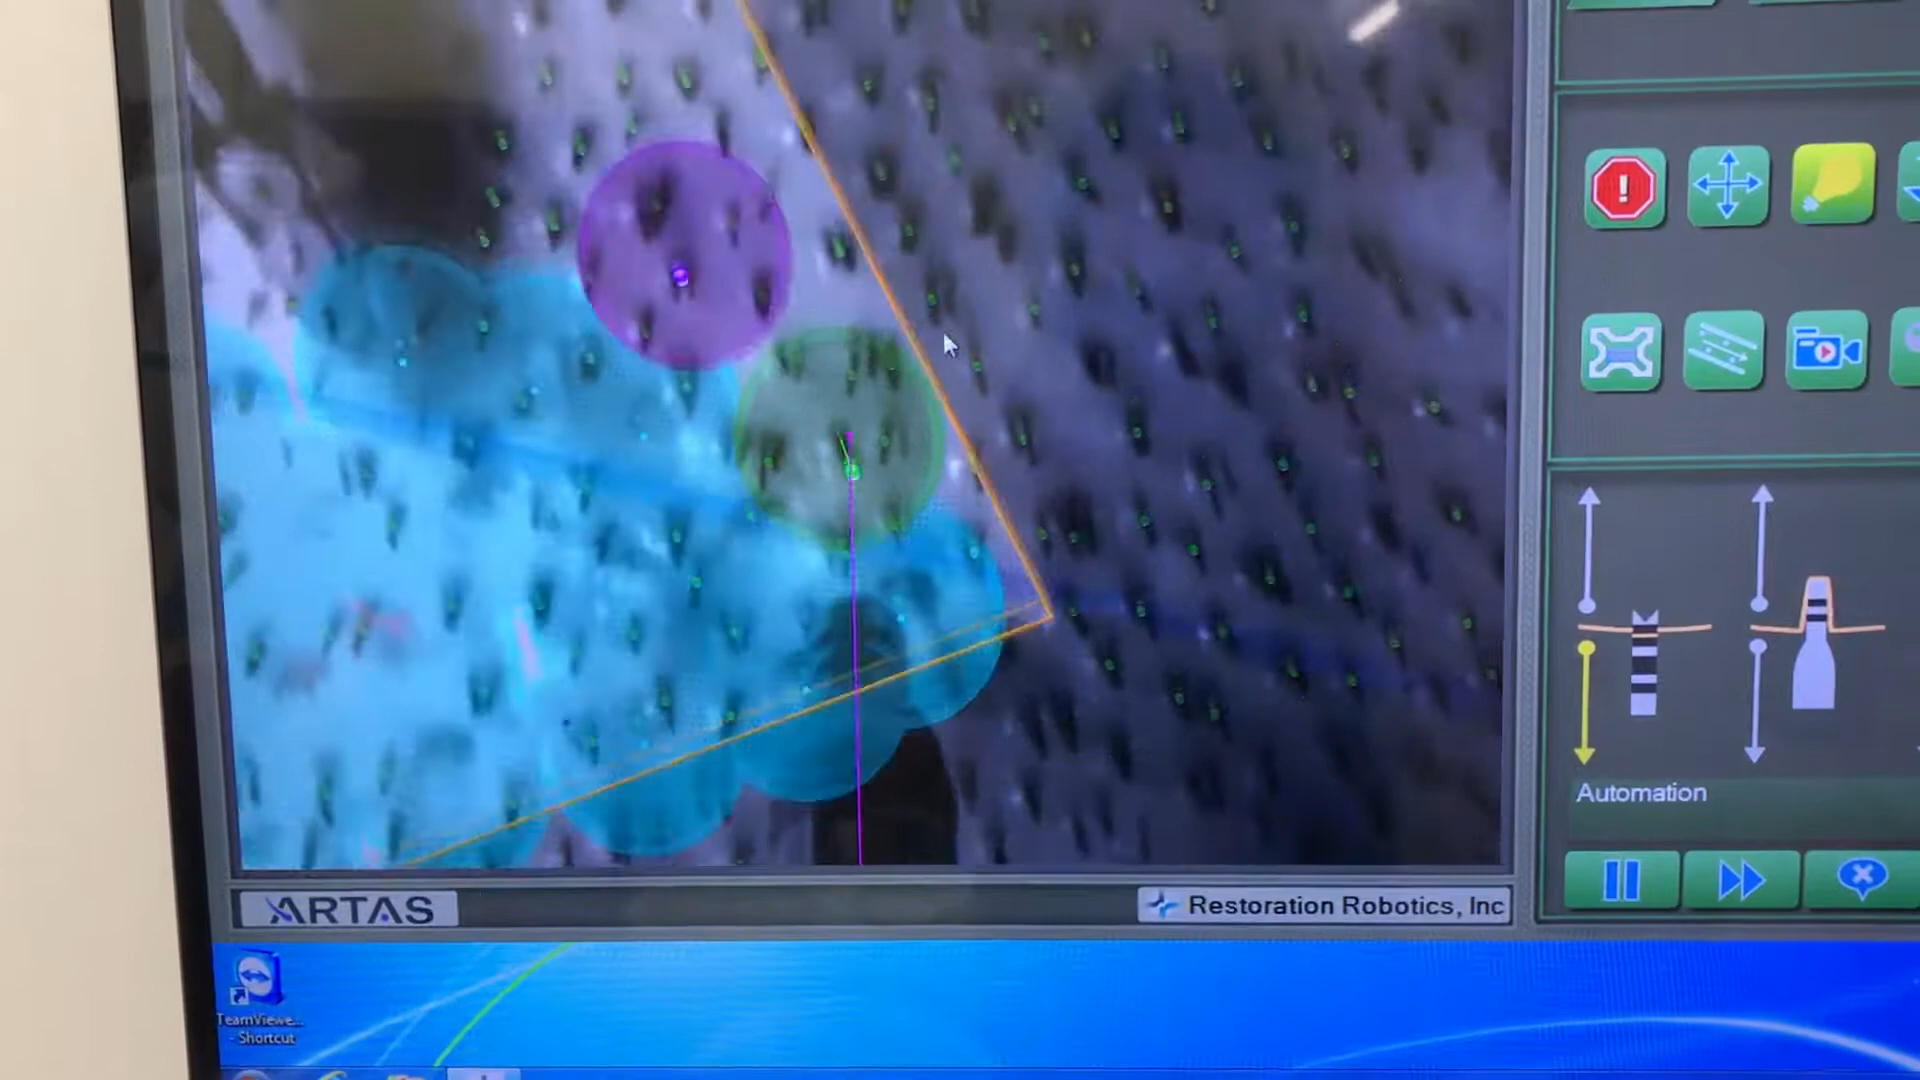 Automation
ARTAS
Restoration Robotics, Inc
TeamViewe...
- Shortcut